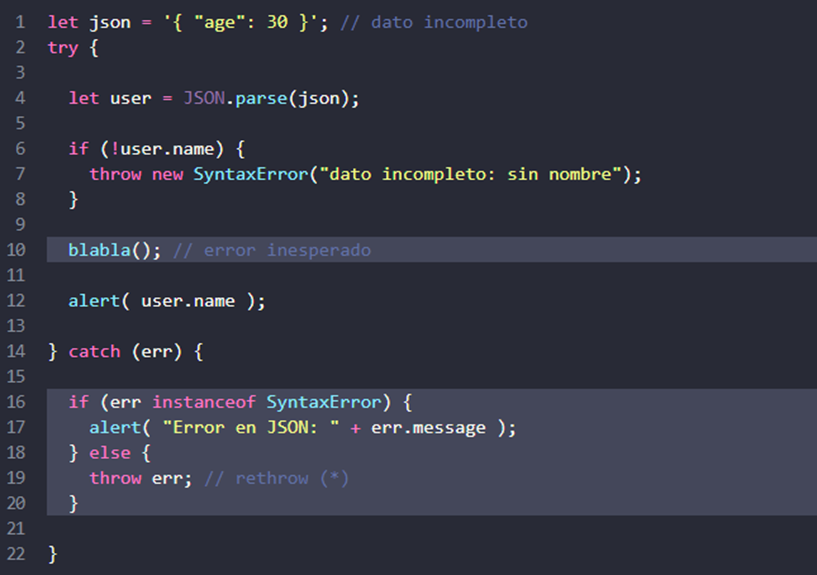 1 let json = '{ "age": 30 }'; // dato incompleto
2 try {
3
4   let user = JSON.parse(json);
5
6   if (!user.name) {
7     throw new SyntaxError("dato incompleto: sin nombre");
8   }
9
10   blabla(); // error inesperado
11
12   alert( user.name );
13
14 } catch (err) {
15
16   if (err instanceof SyntaxError) {
17     alert( "Error en JSON: " + err.message );
18   } else {
19     throw err; // rethrow (*)
20   }
21
22 }